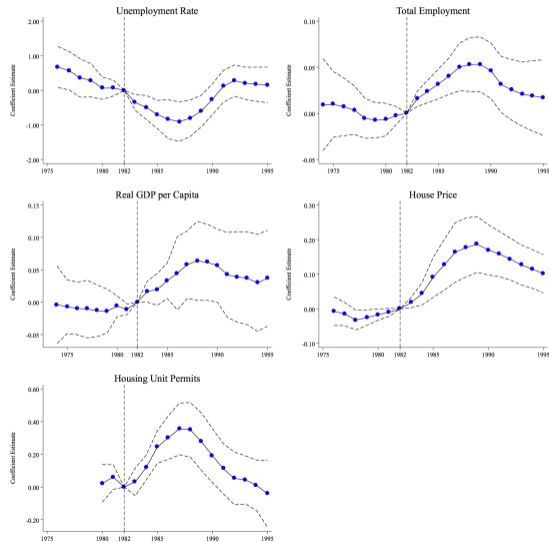 Unemployment Rate
Coefficient Estimate
2.00
1.00
0.00
-1.00
-2.00
1975 1980 1982 1985 1990 1995
Total Employment
Coefficient Estimate
0.10
0.05
0.00
-0.05
1975 1980 1982 1985 1990 1995
Real GDP per Capita
Coefficient Estimate
0.15
0.10
0.05
0.00
-0.05
1975 1980 1982 1985 1990 1995
House Price
Coefficient Estimate
0.30
0.20
0.10
0.00
-0.10
1975 1980 1982 1985 1990 1995
Housing Unit Permits
Coefficient Estimate
0.60
0.40
0.20
0.00
-0.20
1975 1980 1982 1985 1990 1995